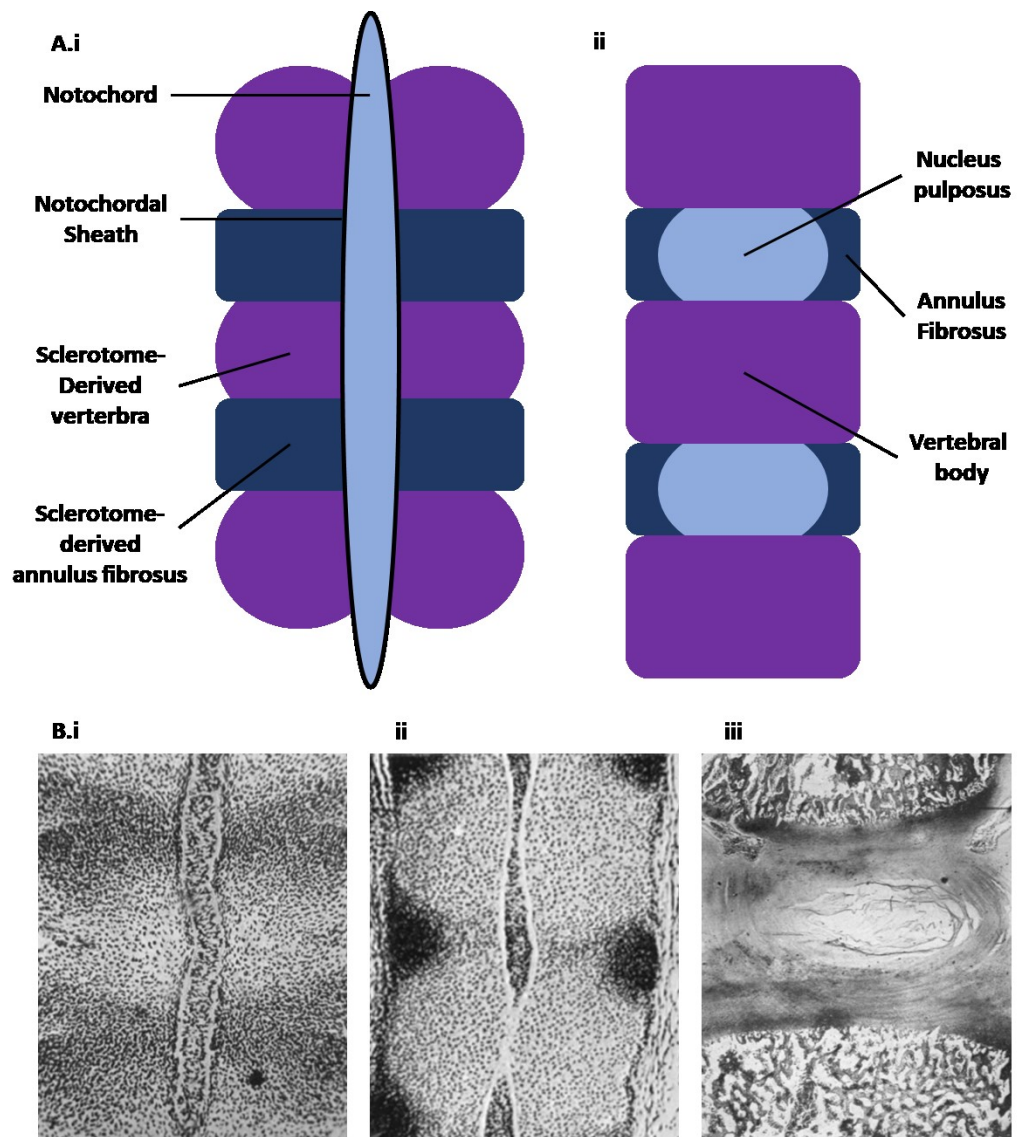 A.i
Notochord
Notochordal
Sheath
Sclerotome-
Derived
verterbra
Sclerotome-
derived
annulus fibrosus
ii
Nucleus
pulposus
Annulus
Fibrosus
Vertebral
body
B.i
ii
iii